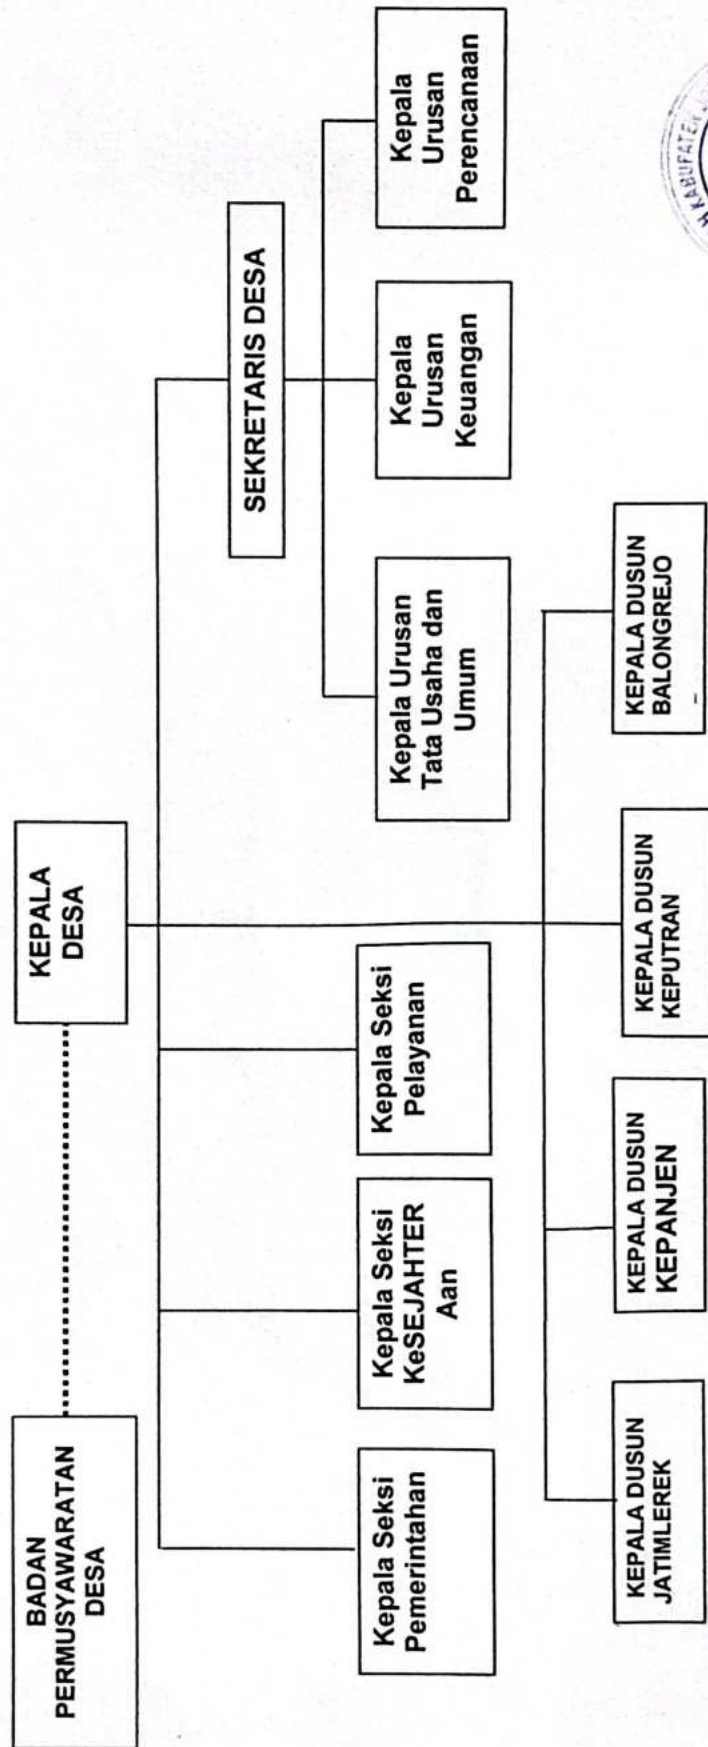 BADAN
PERMUSYAWARATAN
DESA
KEPALA
DESA
SEKRETARIS DESA
Kepala Seksi
Pemerintahan
Kepala Seksi
KeSEJAHTER
Aan
Kepala Seksi
Pelayanan
Kepala Urusan
Tata Usaha dan
Umum
Kepala
Urusan
Keuangan
Kepala
Urusan
Perencanaan
KEPALA DUSUN
JATIMLEREK
KEPALA DUSUN
KEPANJEN
KEPALA DUSUN
KEPUTRAN
KEPALA DUSUN
BALONGREJO
KABUPATEN